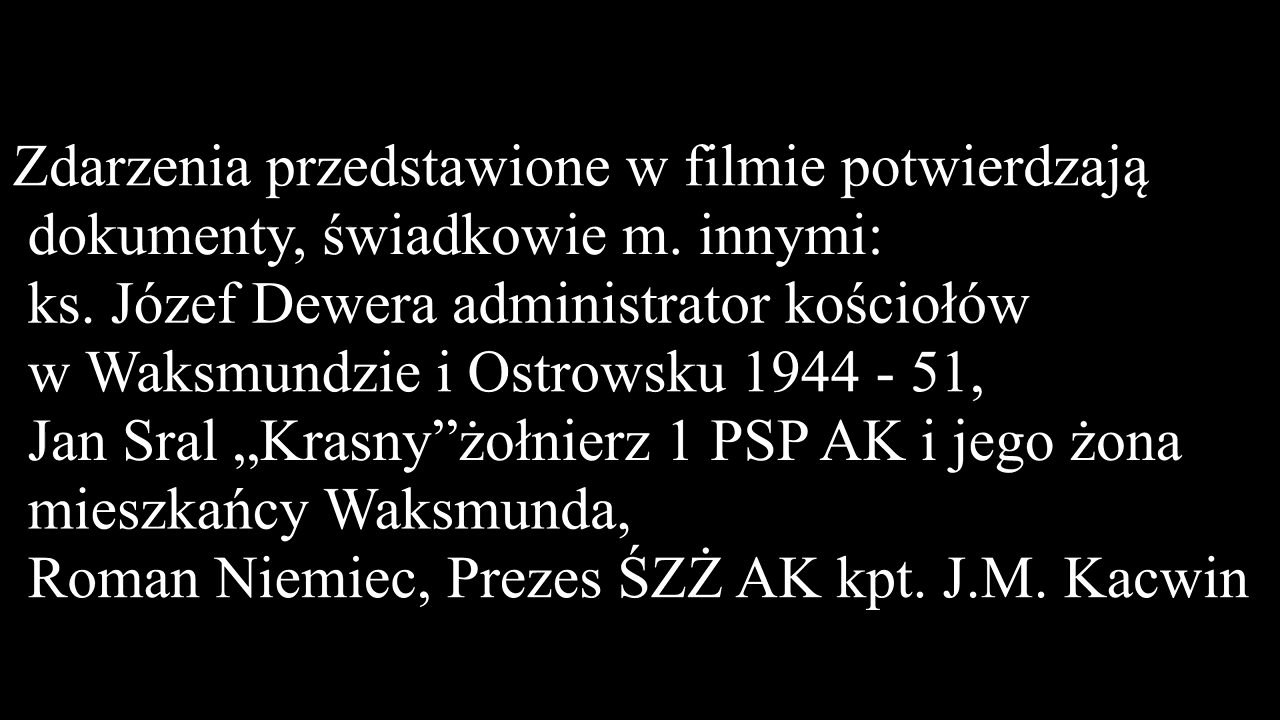 Zdarzenia przedstawione w filmie potwierdzają
dokumenty, świadkowie m. innymi:
ks. Józef Dewera administrator kościołów
w Waksmundzie i Ostrowsku 1944 - 51,
Jan Sral „Krasny”żołnierz 1 PSP AK i jego żona
mieszkańcy Waksmunda,
Roman Niemiec, Prezes ŚZŻ AK kpt. J.M. Kacwin